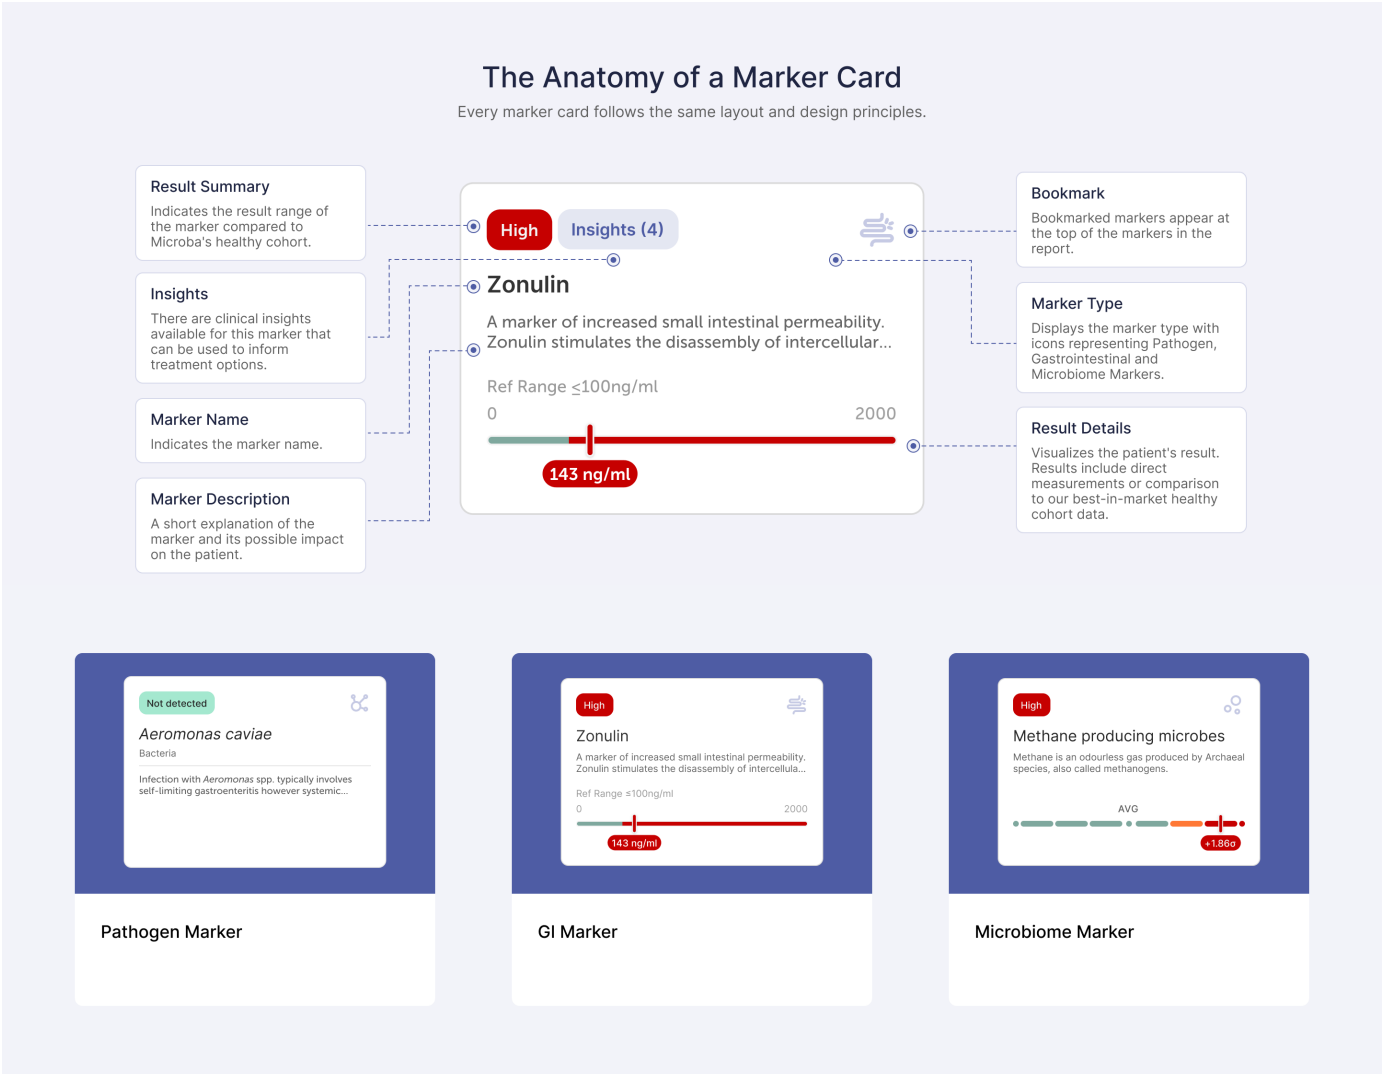 The Anatomy of a Marker Card
Every marker card follows the same layout and design principles.
Result Summary
Indicates the result range of
the marker compared to
Microba's healthy cohort.
Insights
There are clinical insights
available for this marker that
can be used to inform
treatment options.
Marker Name
Indicates the marker name.
Marker Description
A short explanation of the
marker and its possible impact
on the patient.
High
Insights (4)
Zonulin
A marker of increased small intestinal permeability.
Zonulin stimulates the disassembly of intercellular...
Ref Range ≤100ng/ml
0
2000
143 ng/ml
Bookmark
Bookmarked markers appear at
the top of the markers in the
report.
Marker Type
Displays the marker type with
icons representing Pathogen,
Gastrointestinal and
Microbiome Markers.
Result Details
Visualizes the patient's result.
Results include direct
measurements or comparison
to our best-in-market healthy
cohort data.
Not detected
Aeromonas caviae
Bacteria
Infection with Aeromonas spp. typically involves
self-limiting gastroenteritis however systemic...
Pathogen Marker
High
Zonulin
A marker of increased small intestinal permeability.
Zonulin stimulates the disassembly of intercellula...
Ref Range ≤100ng/ml
0
2000
143 ng/ml
GI Marker
High
Methane producing microbes
Methane is an odourless gas produced by Archaeal
species, also called methanogens.
AVG
+1.86σ
Microbiome Marker